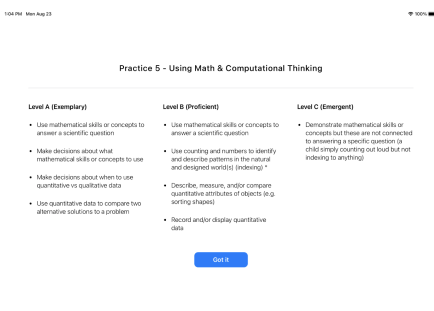 1:04 PM Mon Aug 23
100%
Practice 5 - Using Math & Computational Thinking
Level A (Exemplary)
• Use mathematical skills or concepts to
answer a scientific question
• Make decisions about what
mathematical skills or concepts to use
• Make decisions about when to use
quantitative vs qualitative data
• Use quantitative data to compare two
alternative solutions to a problem
Level B (Proficient)
• Use mathematical skills or concepts to
answer a scientific question
• Use counting and numbers to identify
and describe patterns in the natural
and designed world(s) (indexing) *
• Describe, measure, and/or compare
quantitative attributes of objects (e.g.
sorting shapes)
• Record and/or display quantitative
data
Level C (Emergent)
• Demonstrate mathematical skills or
concepts but these are not connected
to answering a specific question (a
child simply counting out loud but not
indexing to anything)
Got it